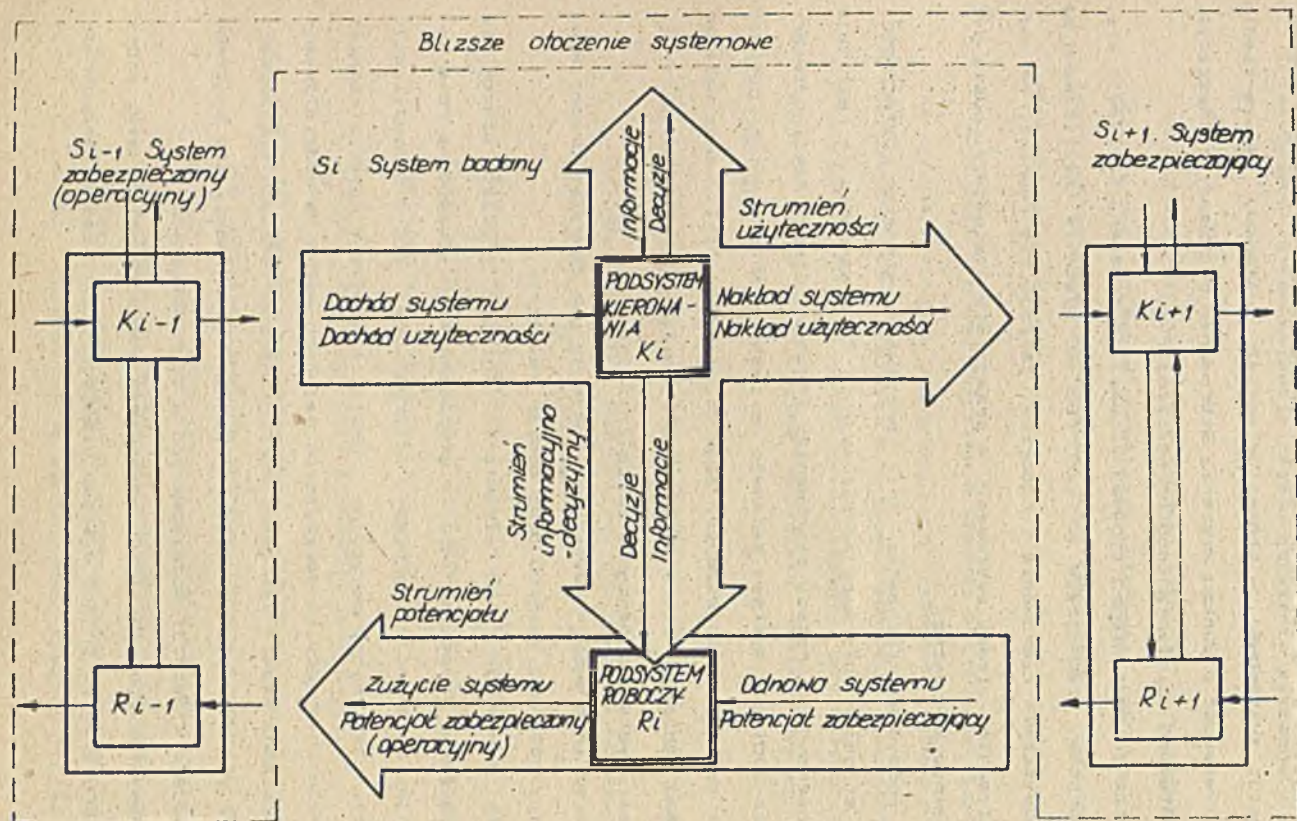 Bliższe otoczenie systemowe
Si-1 System
zabezpieczany
(operacyjny)
Ki-1
Ri-1
Si System badany
Informacje
Decyzje
Strumień
użyteczności
Dochód systemu
Dochód użyteczności
PODSYSTEM
KIEROWA-
NIA
Ki
Nakład systemu
Nakład użyteczności
Strumień
informacyjno
-decyzyjny
Decyzje
Informacje
Strumień
potencjału
Zużycie systemu
Potencjał zabezpieczany
(operacyjny)
PODSYSTEM
ROBOCZY
Ri
Odnowa systemu
Potencjał zabezpieczający
Si+1. System
zabezpieczający
Ki+1
Ri+1